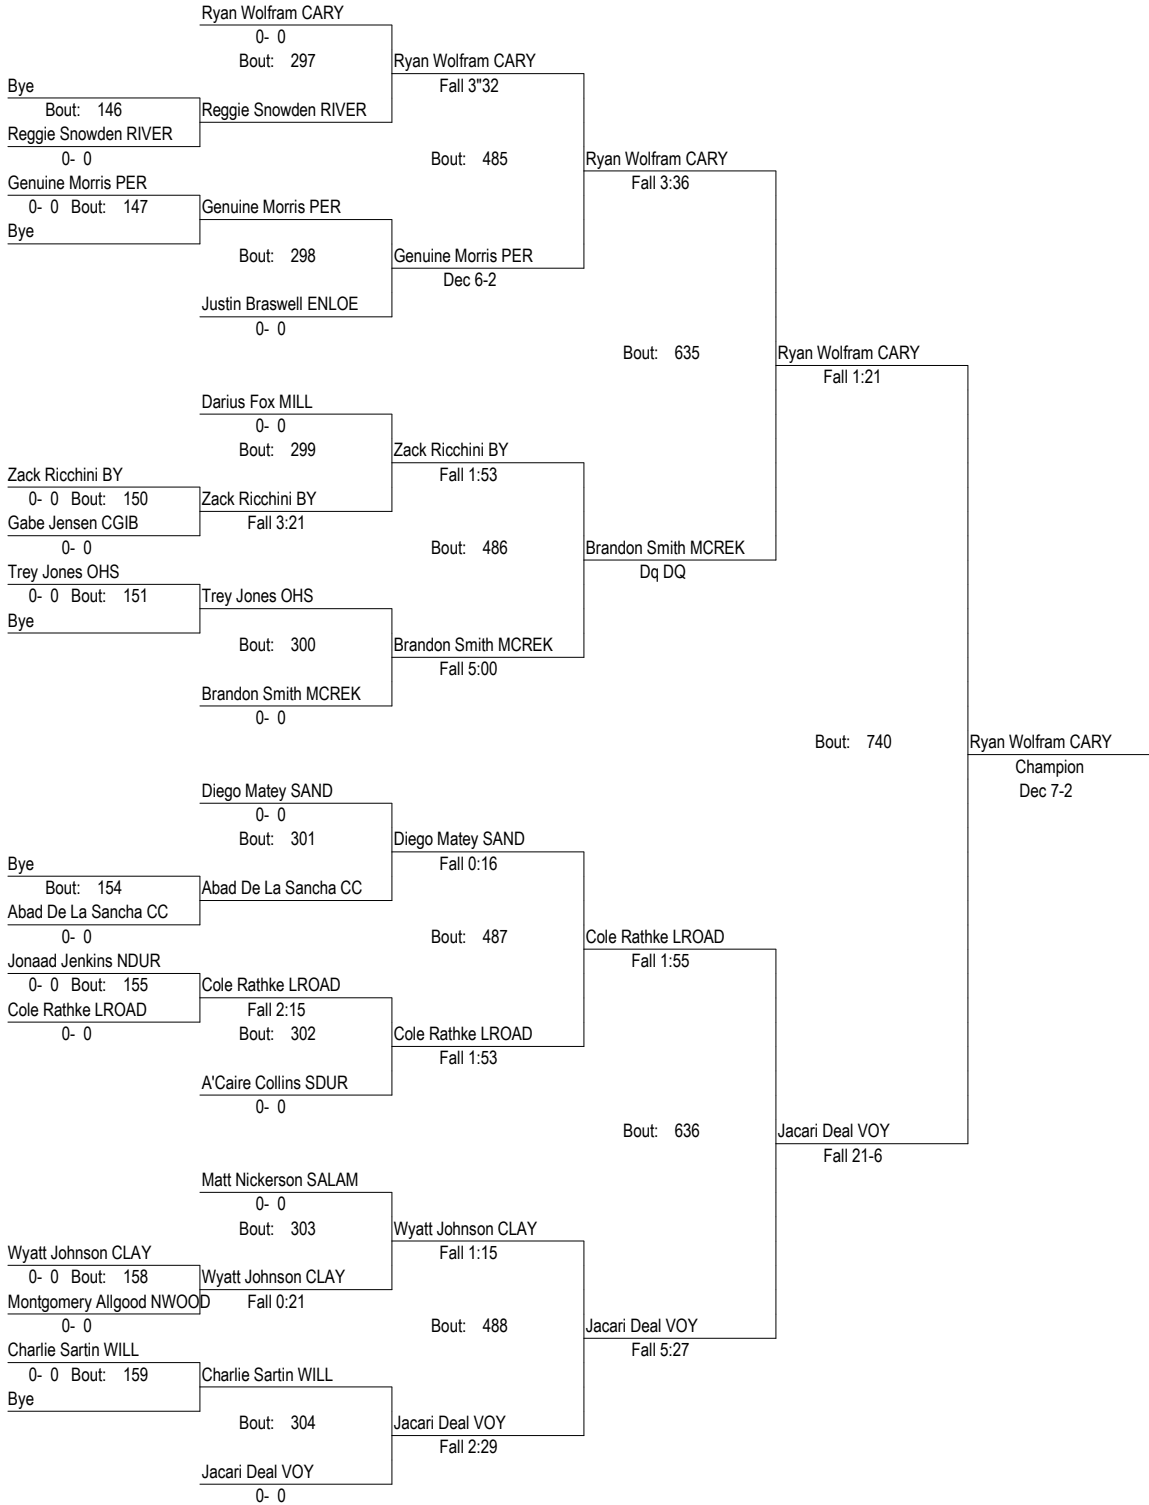 Ryan Wolfram CARY
0- 0
Bout: 297
Ryan Wolfram CARY
Fall 3"32
Bye
Bout: 146
Reggie Snowden RIVER
Reggie Snowden RIVER
0- 0
Bout: 485
Ryan Wolfram CARY
Fall 3:36
Genuine Morris PER
0- 0 Bout: 147
Genuine Morris PER
Bye
Bout: 298
Genuine Morris PER
Dec 6-2
Justin Braswell ENLOE
0- 0
Bout: 635
Ryan Wolfram CARY
Fall 1:21
Darius Fox MILL
0- 0
Bout: 299
Zack Ricchini BY
Fall 1:53
Zack Ricchini BY
0- 0 Bout: 150
Zack Ricchini BY
Gabe Jensen CGIB
Fall 3:21
0- 0
Bout: 486
Brandon Smith MCREK
Dq DQ
Trey Jones OHS
0- 0 Bout: 151
Trey Jones OHS
Bye
Bout: 300
Brandon Smith MCREK
Fall 5:00
Brandon Smith MCREK
0- 0
Bout: 740
Ryan Wolfram CARY
Champion
Dec 7-2
Diego Matey SAND
0- 0
Bout: 301
Diego Matey SAND
Fall 0:16
Bye
Bout: 154
Abad De La Sancha CC
Abad De La Sancha CC
0- 0
Bout: 487
Cole Rathke LROAD
Fall 1:55
Jonaad Jenkins NDUR
0- 0 Bout: 155
Cole Rathke LROAD
Cole Rathke LROAD
Fall 2:15
0- 0
Bout: 302
Cole Rathke LROAD
Fall 1:53
A'Caire Collins SDUR
0- 0
Bout: 636
Jacari Deal VOY
Fall 21-6
Matt Nickerson SALAM
0- 0
Bout: 303
Wyatt Johnson CLAY
Fall 1:15
Wyatt Johnson CLAY
0- 0 Bout: 158
Wyatt Johnson CLAY
Montgomery Allgood NWOOD
Fall 0:21
0- 0
Bout: 488
Jacari Deal VOY
Fall 5:27
Charlie Sartin WILL
0- 0 Bout: 159
Charlie Sartin WILL
Bye
Bout: 304
Jacari Deal VOY
Fall 2:29
Jacari Deal VOY
0- 0